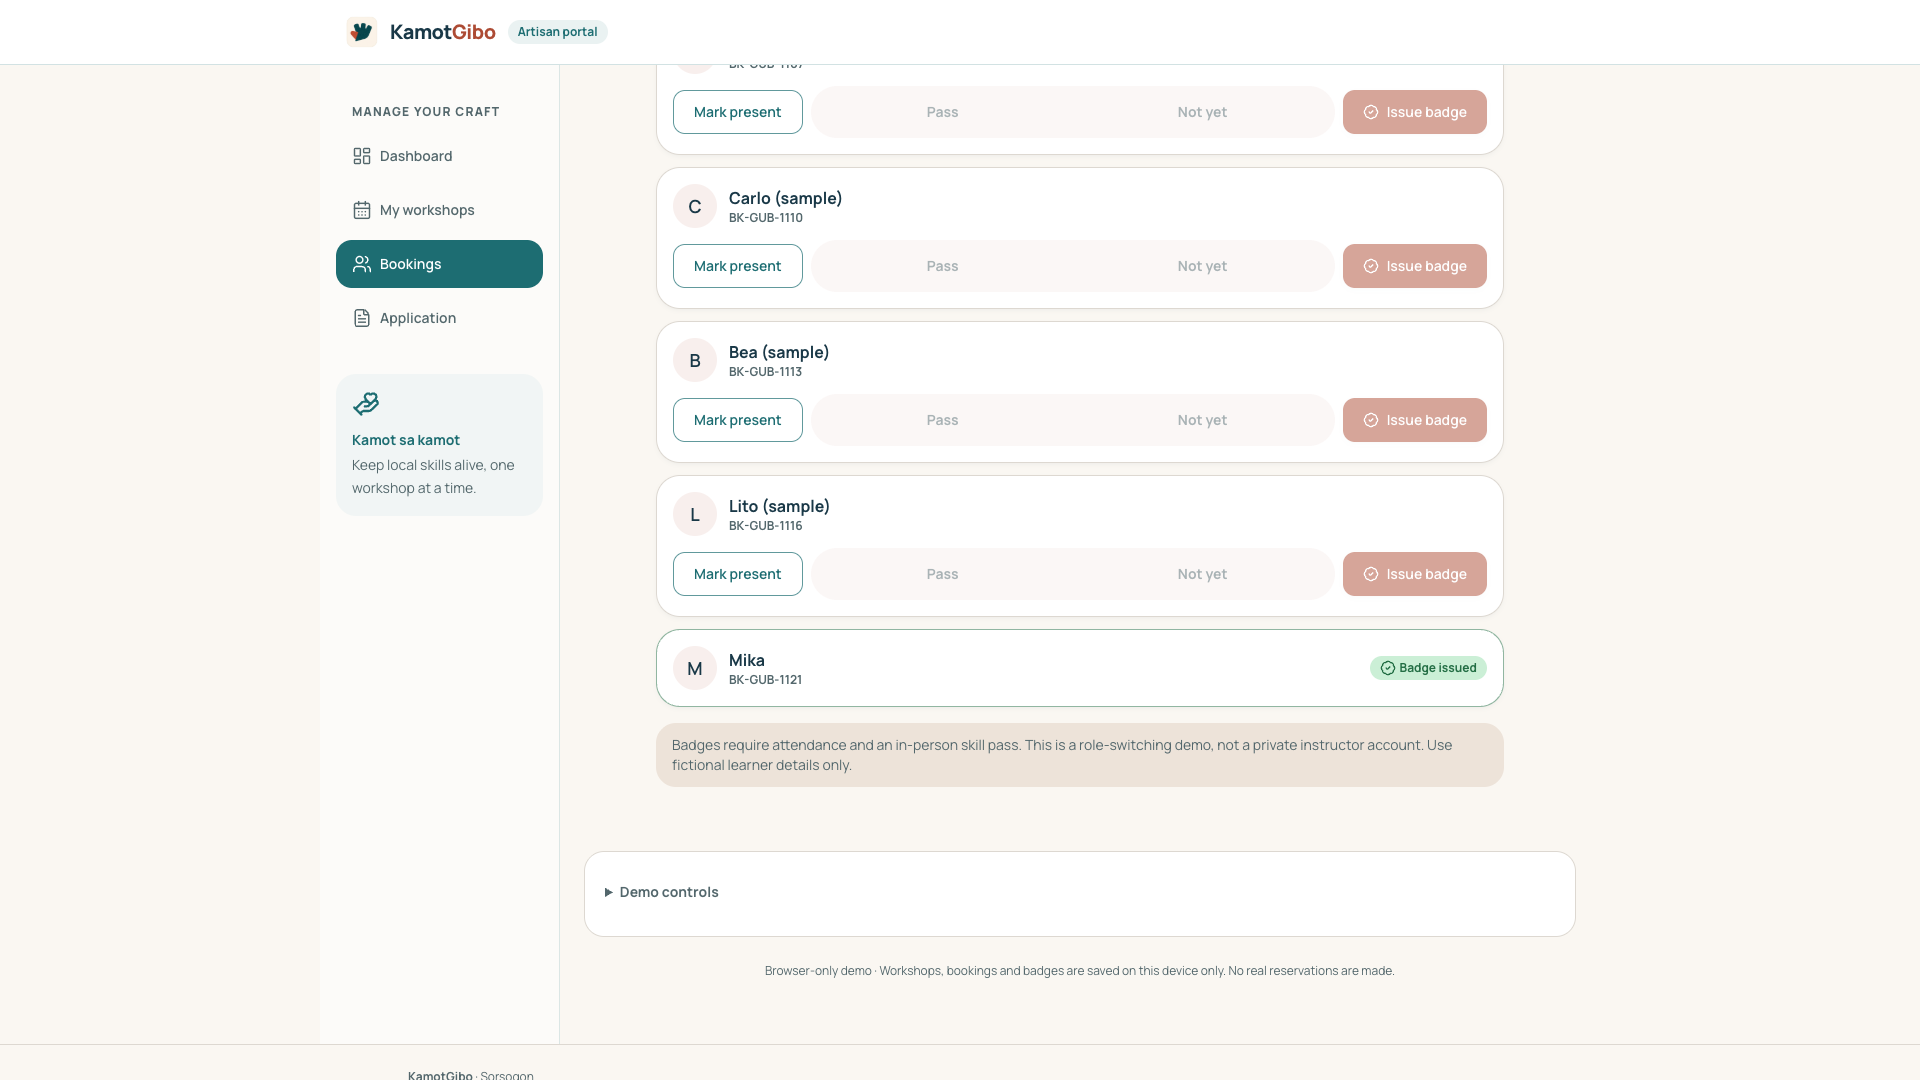 KamotGibo
Artisan portal
MANAGE YOUR CRAFT
Dashboard
My workshops
Bookings
Application
Kamot sa kamot
Keep local skills alive, one
workshop at a time.
Mark present
Pass
Not yet
Issue badge
C
Carlo (sample)
BK-GUB-1110
Mark present
Pass
Not yet
Issue badge
B
Bea (sample)
BK-GUB-1113
Mark present
Pass
Not yet
Issue badge
L
Lito (sample)
BK-GUB-1116
Mark present
Pass
Not yet
Issue badge
M
Mika
BK-GUB-1121
Badge issued
Badges require attendance and an in-person skill pass. This is a role-switching demo, not a private instructor account. Use
fictional learner details only.
Demo controls
Browser-only demo · Workshops, bookings and badges are saved on this device only. No real reservations are made.
KamotGibo · Sorsogon